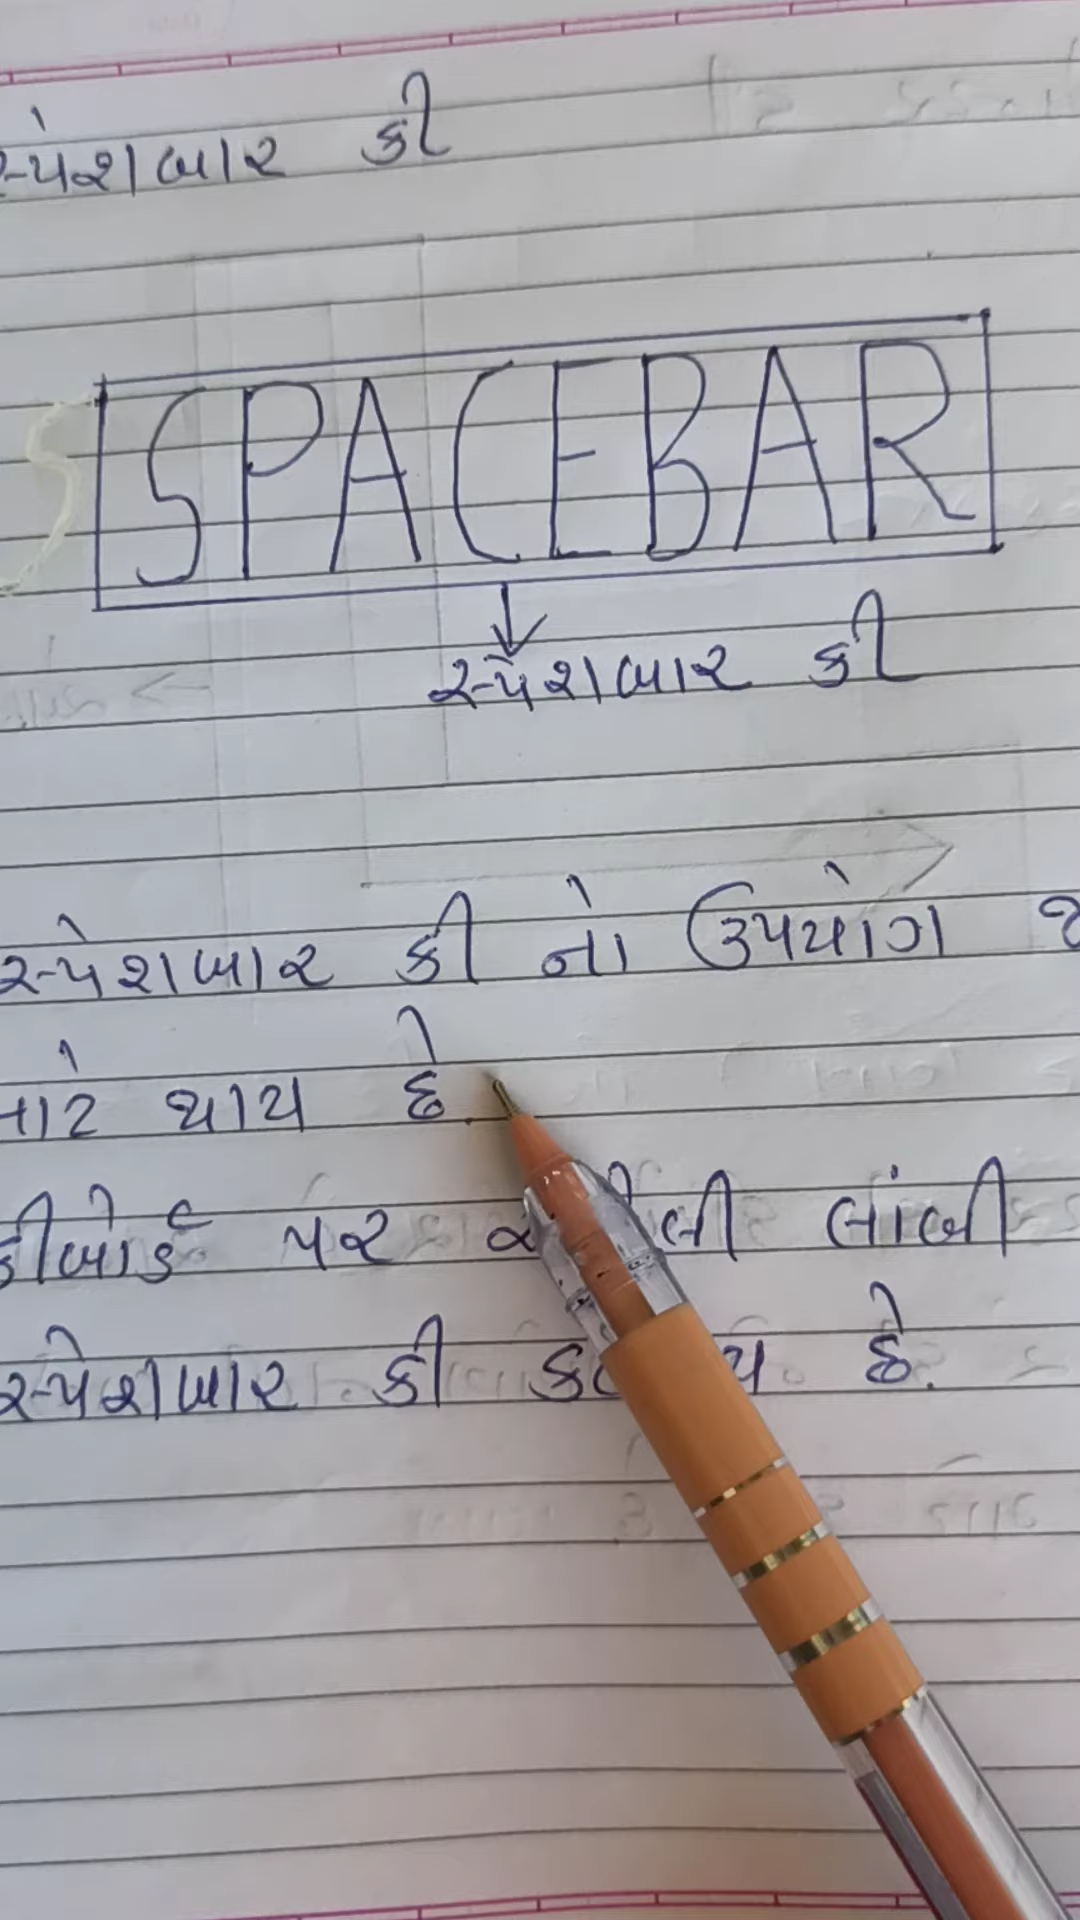 સ્પેશબાર કી
SPACEBAR
સ્પેશબાર કી
સ્પેશબાર કી નો ઉપયોગ
થાય છે.
કીબોર્ડ પર લાંબી
સ્પેશબાર કી છે.